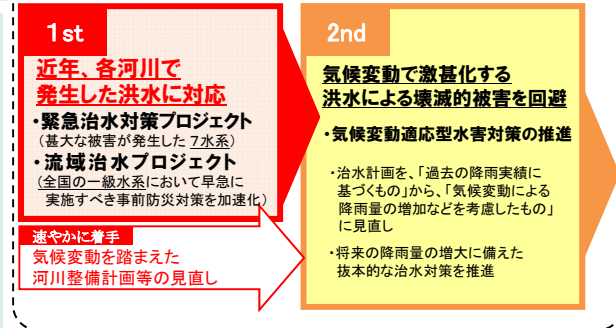 1st
近年、各河川で
発生した洪水に対応
・緊急治水対策プロジェクト
(甚大な被害が発生した 7水系)
・流域治水プロジェクト
(全国の一級水系において早急に
実施すべき事前防災対策を加速化)
速やかに着手
気候変動を踏まえた
河川整備計画等の見直し
2nd
気候変動で激甚化する
洪水による壊滅的被害を回避
・気候変動適応型水害対策の推進
・治水計画を、「過去の降雨実績に
基づくもの」から、「気候変動による
降雨量の増加などを考慮したもの」
に見直し
・将来の降雨量の増大に備えた
抜本的な治水対策を推進